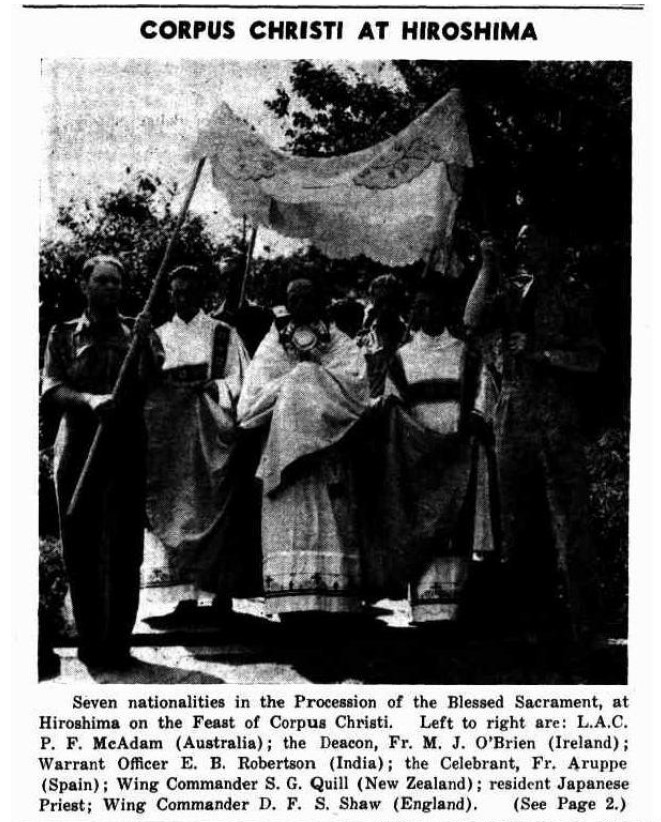 CORPUS CHRISTI AT HIROSHIMA
Seven nationalities in the Procession of the Blessed Sacrament, at
Hiroshima on the Feast of Corpus Christi. Left to right are: L.A.C.
P. F. McAdam (Australia); the Deacon, Fr. M. J. O'Brien (Ireland);
Warrant Officer E. B. Robertson (India); the Celebrant, Fr. Aruppe
(Spain); Wing Commander S. G. Quill (New Zealand); resident Japanese
Priest; Wing Commander D. F. S. Shaw (England). (See Page 2.)